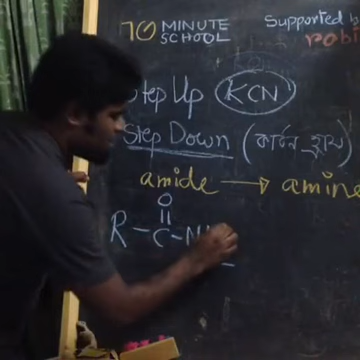 10 MINUTE SCHOOL
Supported by
robi
Step Up KCN
Step Down (কার্বন হ্রাস)
amide → amine
O
R-C-N